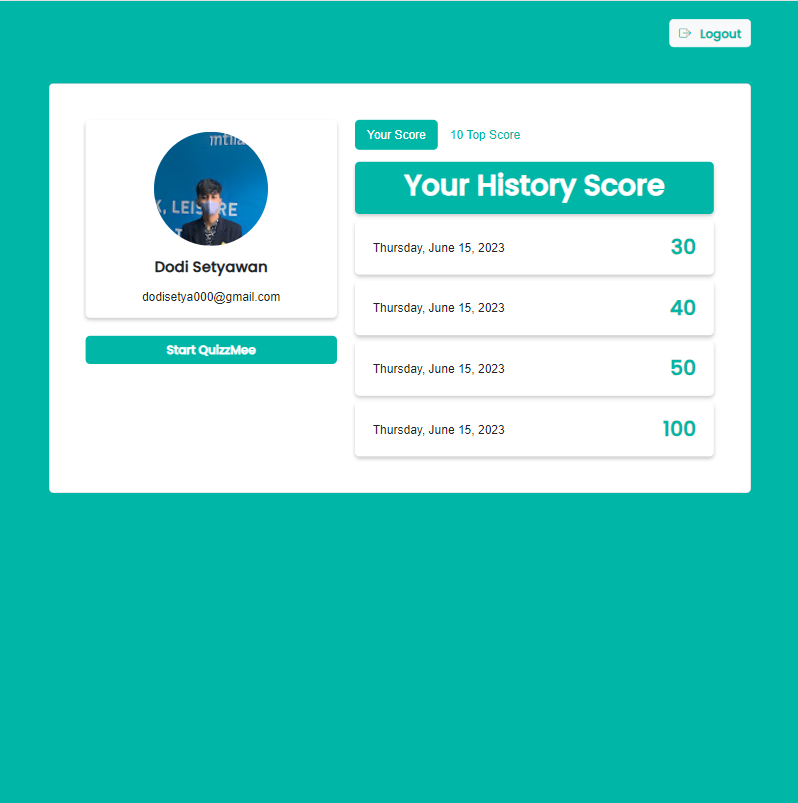 Logout
Your Score
10 Top Score
Your History Score
K, LEISURE
Dodi Setyawan
dodisetya000@gmail.com
Start QuizzMee
Thursday, June 15, 2023
30
Thursday, June 15, 2023
40
Thursday, June 15, 2023
50
Thursday, June 15, 2023
100